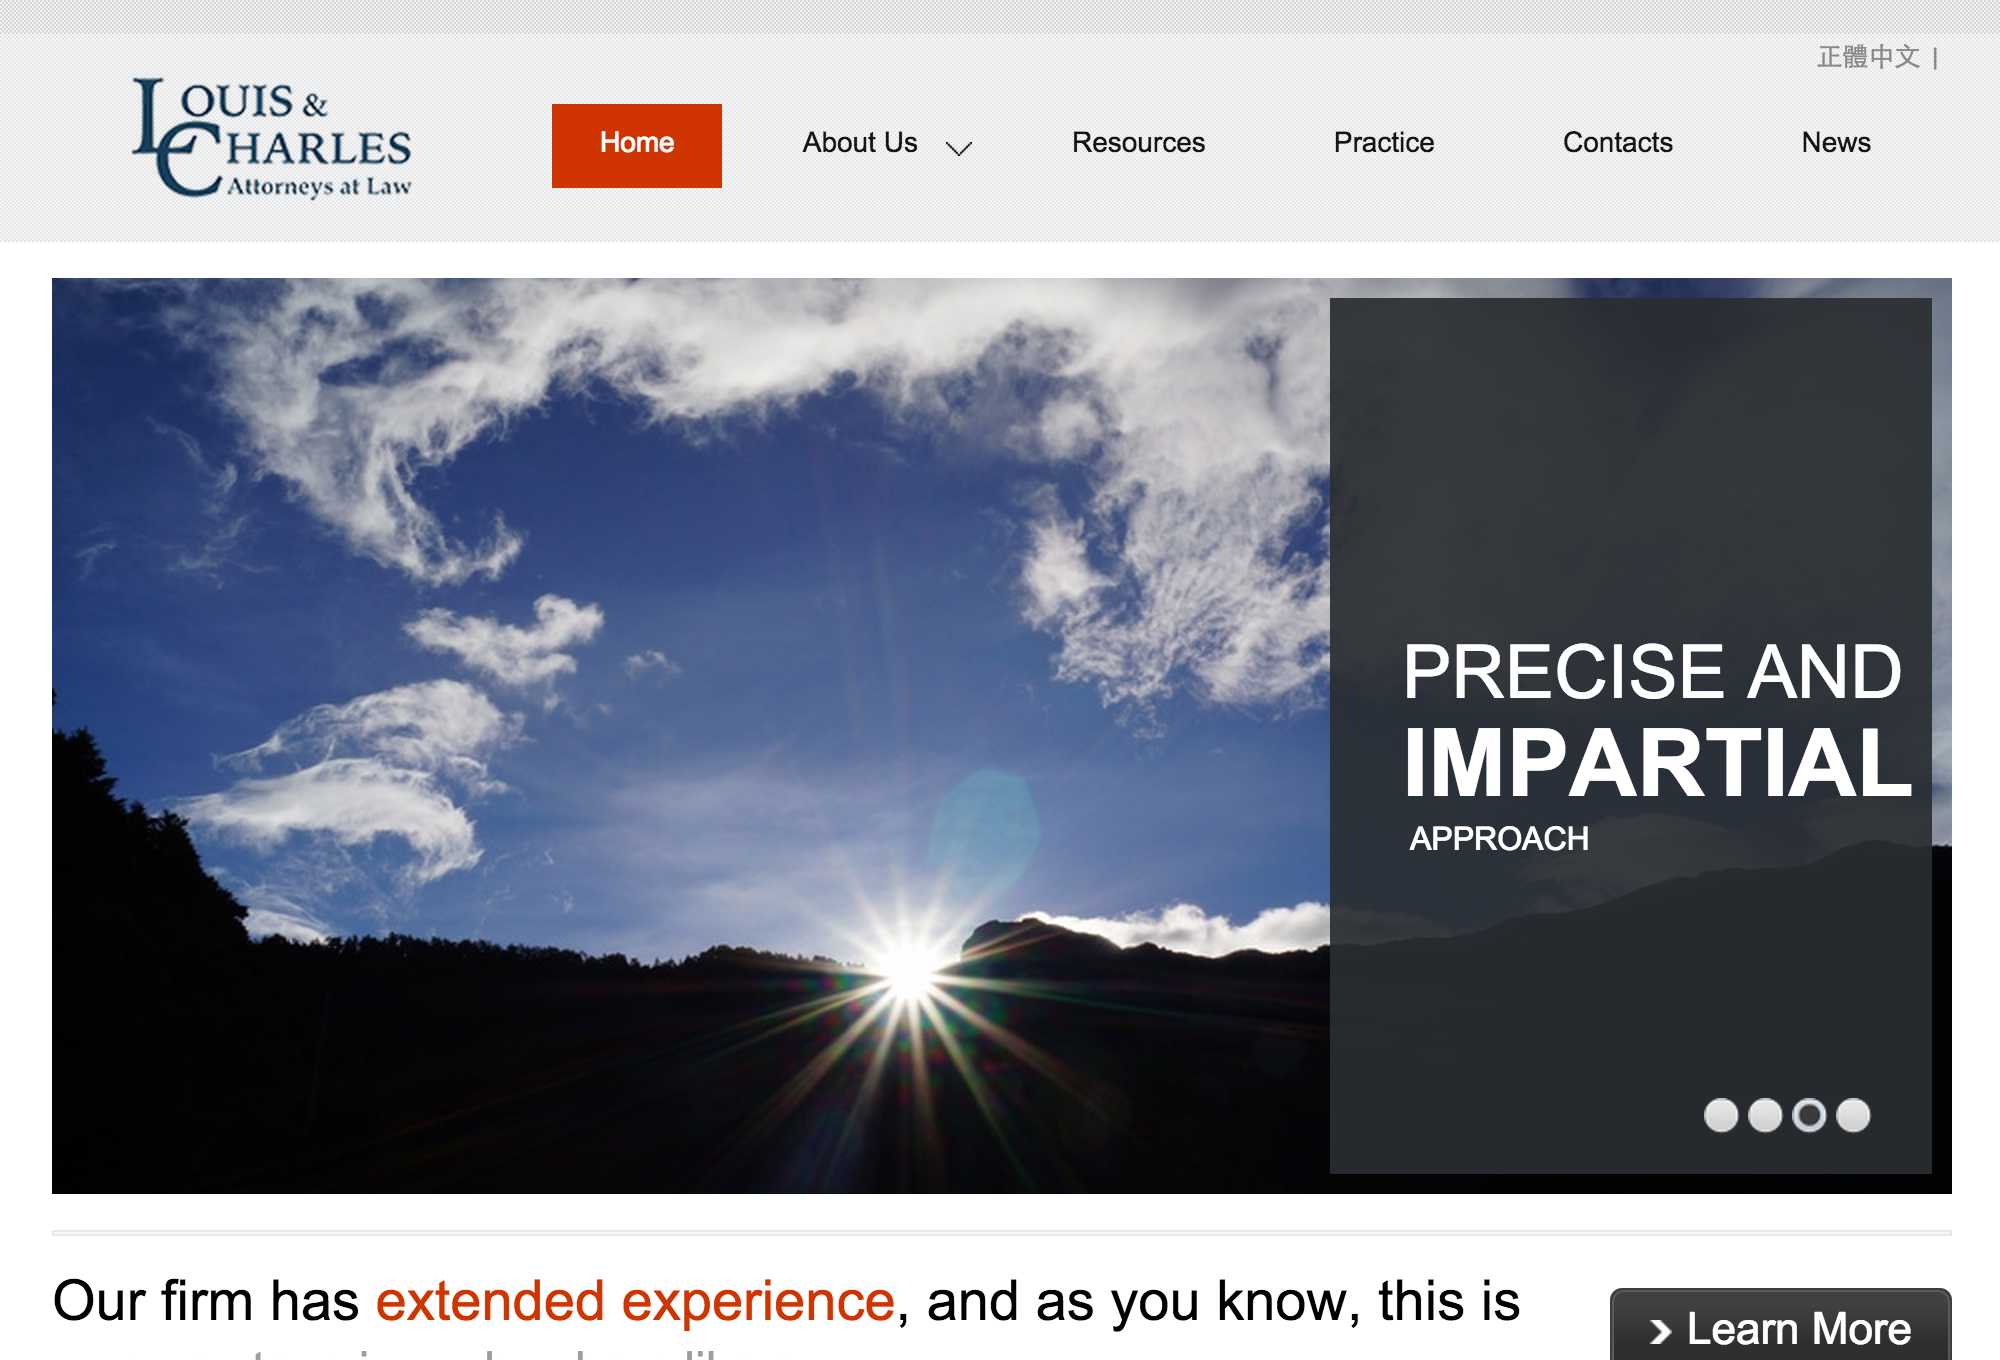 正體中文 |
LOUIS &
CHARLES
Attorneys at Law
Home
About Us
Resources
Practice
Contacts
News
PRECISE AND
IMPARTIAL
APPROACH
Our firm has extended experience, and as you know, this is
Learn More